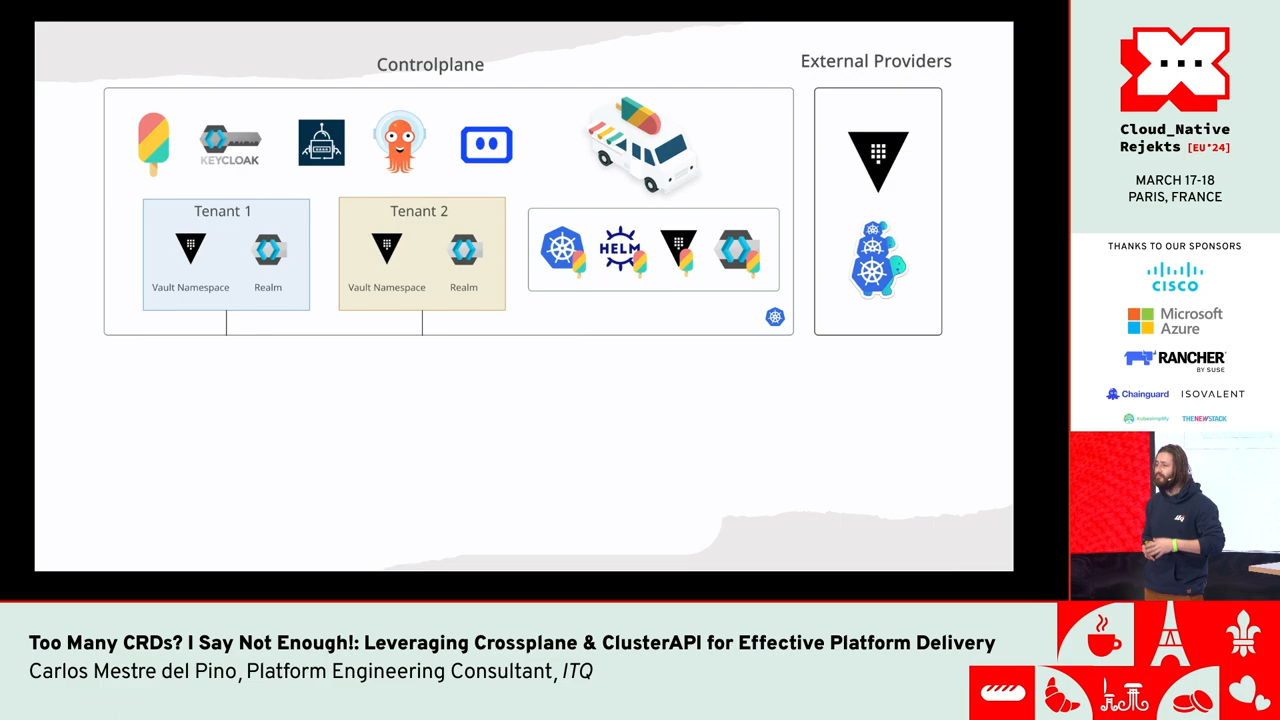 Controlplane
External Providers
KEYCLOAK
Tenant 1
Tenant 2
HELM
Vault Namespace
Realm
Vault Namespace
Realm
Cloud_Native
Rejekts [EU'24]
MARCH 17-18
PARIS, FRANCE
THANKS TO OUR SPONSORS
CISCO
Microsoft
Azure
RANCHER
BY SUSE
Chainguard
ISOVALENT
Kubesimplify
THENEWSTACK
itq
Too Many CRDs? I Say Not Enough!: Leveraging Crossplane & ClusterAPI for Effective Platform Delivery
Carlos Mestre del Pino, Platform Engineering Consultant, ITQ